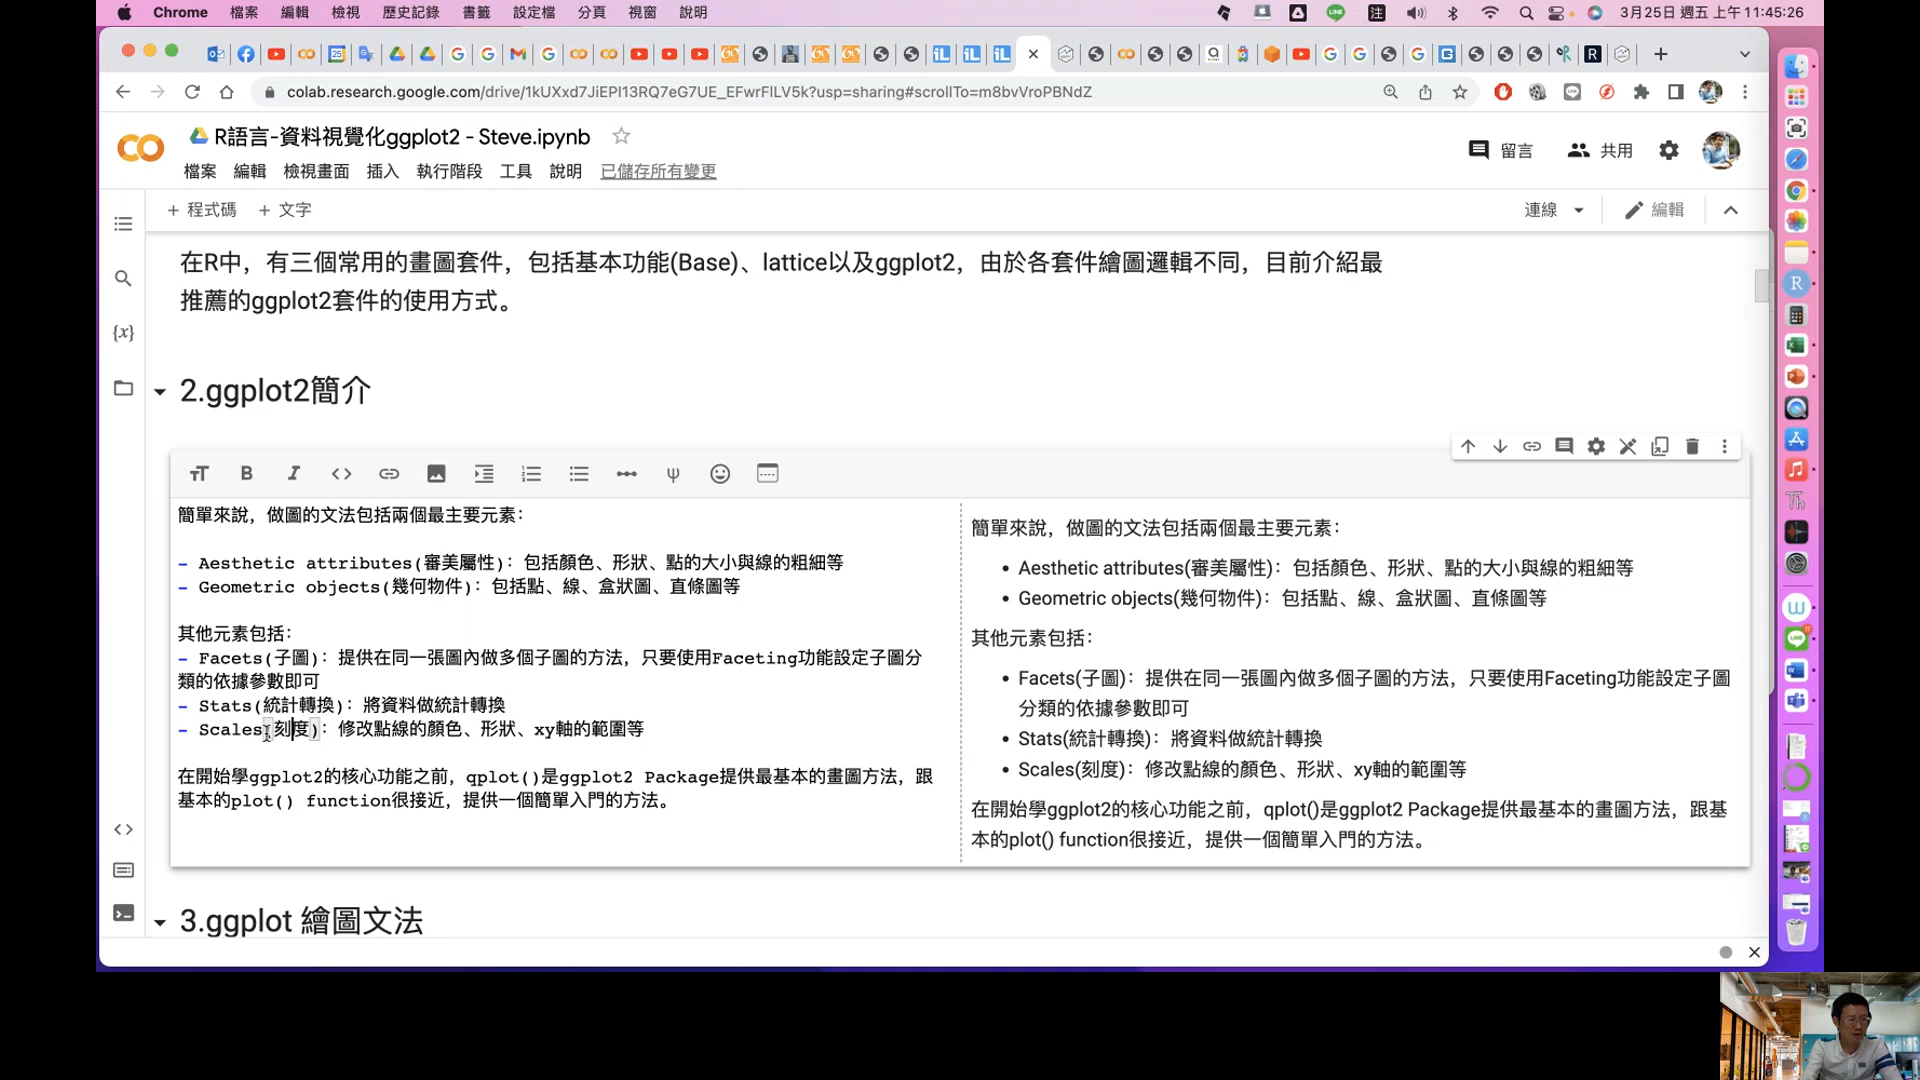 Chrome 檔案 編輯 檢視 歷史記錄 書籤 設定檔 分頁 視窗 說明 3月25日 週五 上午 11:45:26
colab.research.google.com/drive/1kUXxd7JiEPI13RQ7eG7UE_EFwrFlLV5k?usp=sharing#scrollTo=m8bvVroPBNdZ
R語言-資料視覺化ggplot2 - Steve.ipynb
留言 共用
檔案 編輯 檢視畫面 插入 執行階段 工具 說明 已儲存所有變更
+ 程式碼 + 文字 連線 編輯
在R中，有三個常用的畫圖套件，包括基本功能(Base)、lattice以及ggplot2，由於各套件繪圖邏輯不同，目前介紹最
推薦的ggplot2套件的使用方式。
2.ggplot2簡介
簡單來說，做圖的文法包括兩個最主要元素：
- Aesthetic attributes(審美屬性)：包括顏色、形狀、點的大小與線的粗細等
- Geometric objects(幾何物件)：包括點、線、盒狀圖、直條圖等
其他元素包括：
- Facets(子圖)：提供在同一張圖內做多個子圖的方法，只要使用Faceting功能設定子圖分
類的依據參數即可
- Stats(統計轉換)：將資料做統計轉換
- Scales(刻度)：修改點線的顏色、形狀、xy軸的範圍等
在開始學ggplot2的核心功能之前，qplot()是ggplot2 Package提供最基本的畫圖方法，跟
基本的plot() function很接近，提供一個簡單入門的方法。
簡單來說，做圖的文法包括兩個最主要元素：
• Aesthetic attributes(審美屬性)：包括顏色、形狀、點的大小與線的粗細等
• Geometric objects(幾何物件)：包括點、線、盒狀圖、直條圖等
其他元素包括：
• Facets(子圖)：提供在同一張圖內做多個子圖的方法，只要使用Faceting功能設定子圖
分類的依據參數即可
• Stats(統計轉換)：將資料做統計轉換
• Scales(刻度)：修改點線的顏色、形狀、xy軸的範圍等
在開始學ggplot2的核心功能之前，qplot()是ggplot2 Package提供最基本的畫圖方法，跟基
本的plot() function很接近，提供一個簡單入門的方法。
3.ggplot 繪圖文法